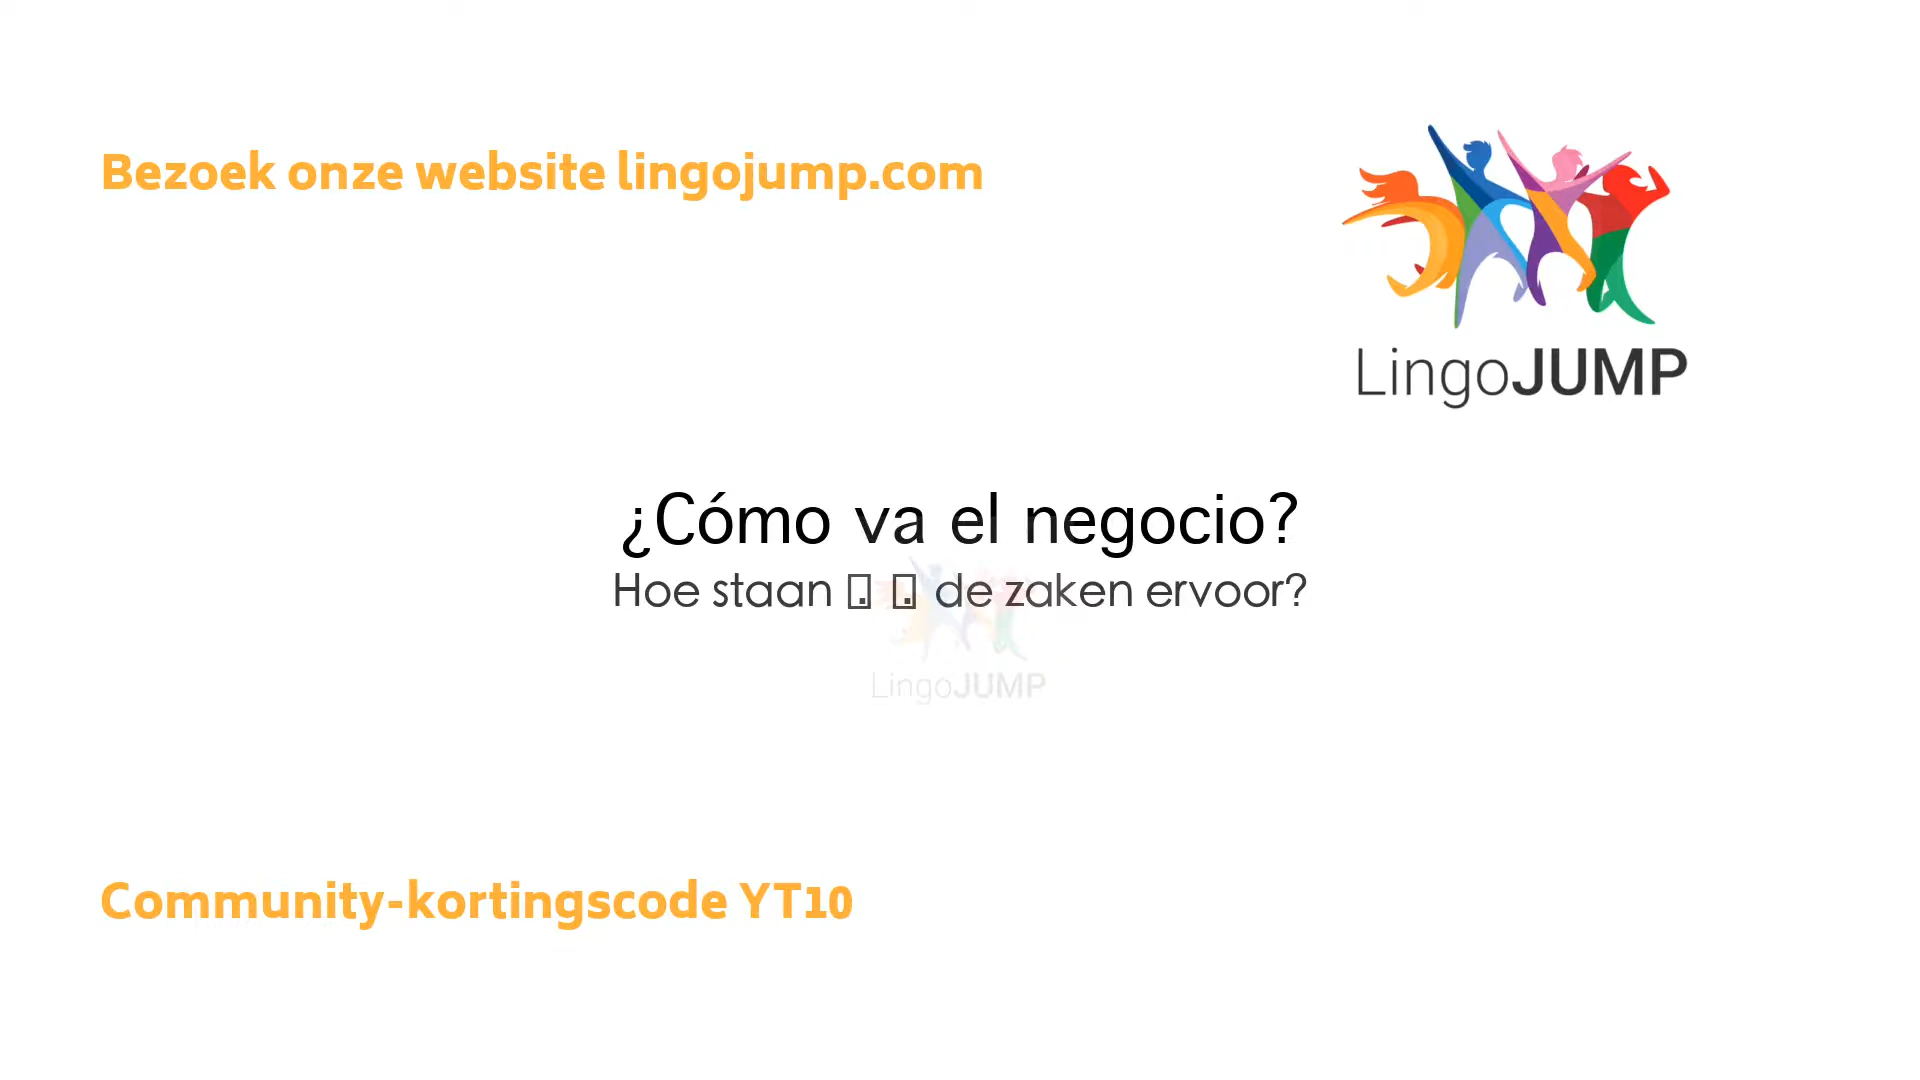 Bezoek onze website lingojump.com
LingoJUMP
¿Cómo va el negocio?
Hoe staan de zaken ervoor?
LingoJUMP
Community-kortingscode YT10